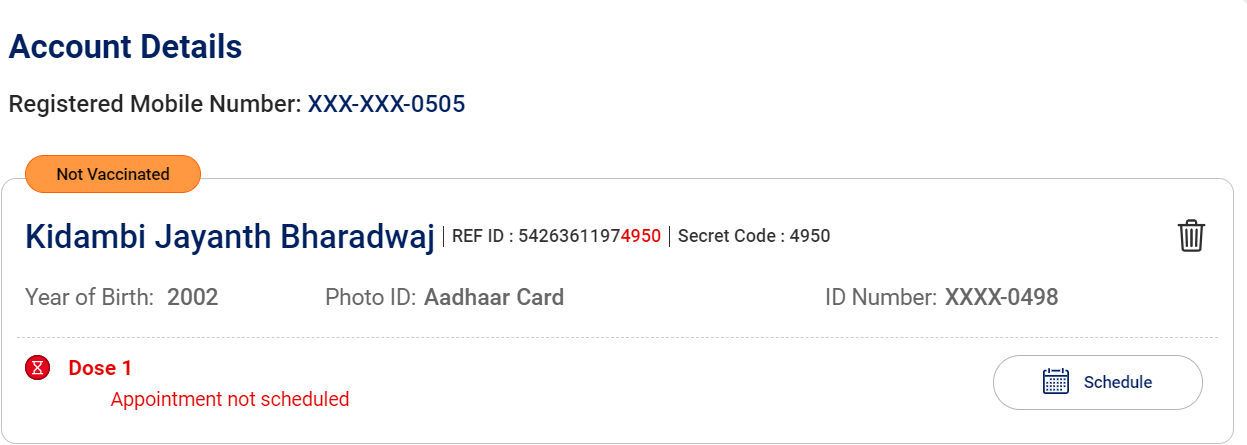 Account Details
Registered Mobile Number: XXX-XXX-0505
Not Vaccinated
Kidambi Jayanth Bharadwaj | REF ID : 54263611974950 | Secret Code : 4950
Year of Birth: 2002 Photo ID: Aadhaar Card ID Number: XXXX-0498
Dose 1
Appointment not scheduled
Schedule